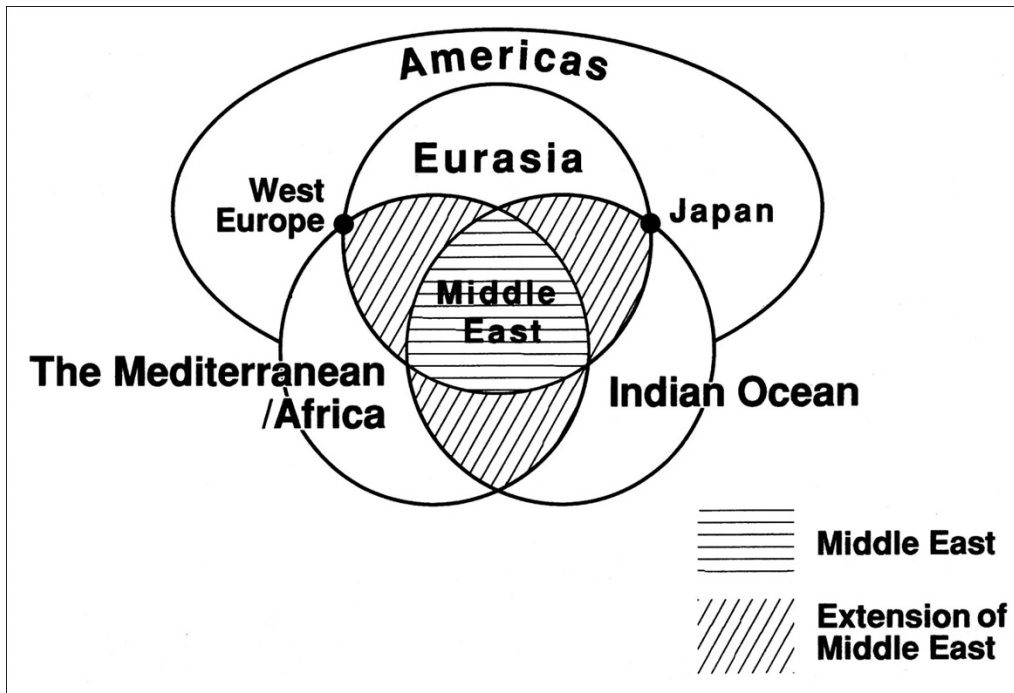 Americas
Eurasia
West
Europe
Japan
Middle
East
The Mediterranean
/Africa
Indian Ocean
Middle East
Extension of
Middle East